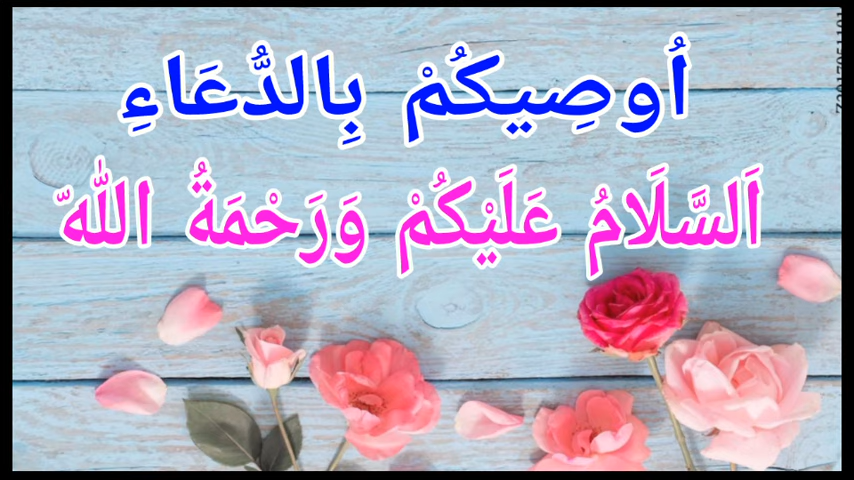 اُوصِيكُمْ بِالدُّعَاءِ
اَلسَّلَامُ عَلَيْكُمْ وَرَحْمَةُ اللّٰهّ